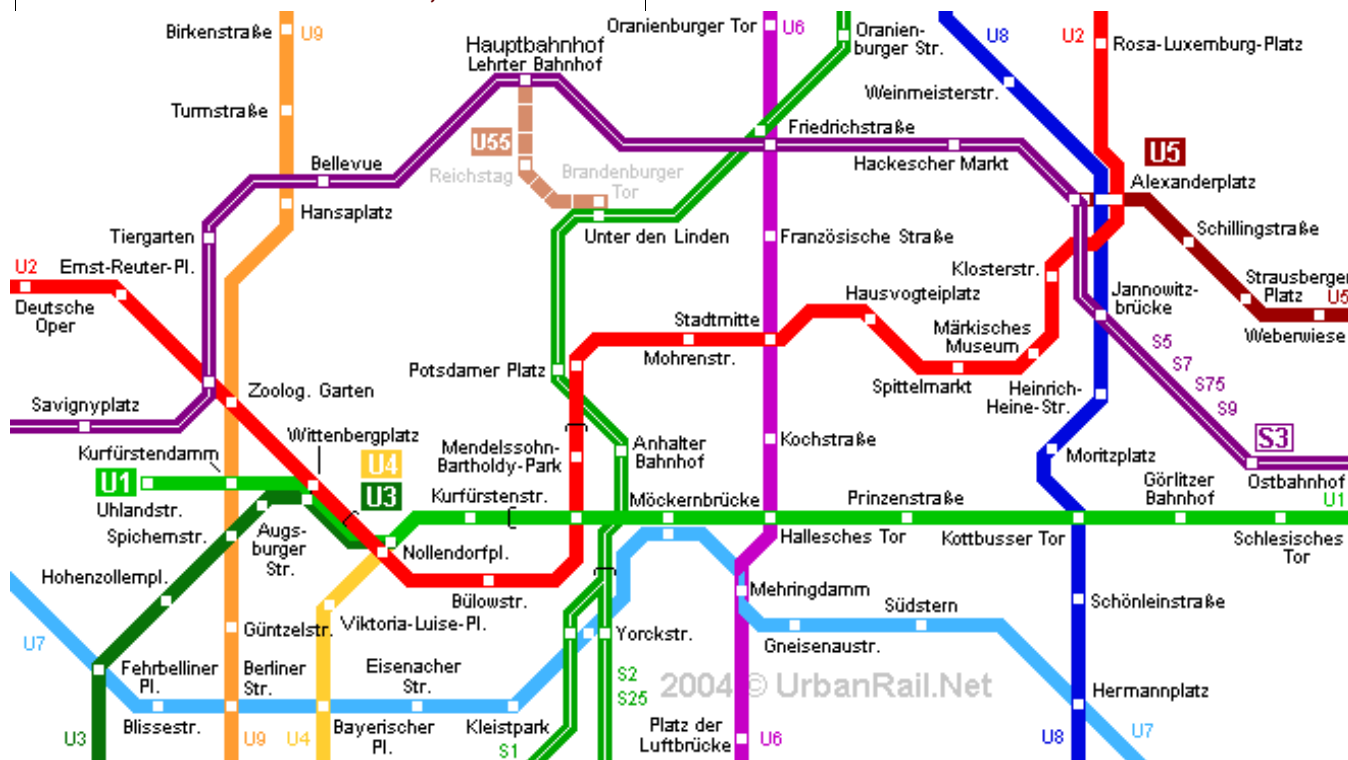 Birkenstraße
U9
Oranienburger Tor
U6
Oranien-
burger Str.
U8
U2
Rosa-Luxemburg-Platz
Hauptbahnhof
Lehrter Bahnhof
Weinmeisterstr.
Turmstraße
Friedrichstraße
Hackescher Markt
U55
U5
Bellevue
Reichstag
Brandenburger
Tor
Alexanderplatz
Hansaplatz
Tiergarten
Unter den Linden
Französische Straße
Schillingstraße
U2
Ernst-Reuter-Pl.
Klosterstr.
Strausberger
Platz
U5
Deutsche
Oper
Hausvogteiplatz
Jannowitz-
brücke
Stadtmitte
Mohrenstr.
Märkisches
Museum
Weberwiese
S5
S7
S75
S9
Potsdamer Platz
Spittelmarkt
Heinrich-
Heine-Str.
Zoolog. Garten
Savignyplatz
Wittenbergplatz
Kurfürstendamm
Mendelssohn-
Bartholdy-Park
Anhalter
Bahnhof
Kochstraße
Moritzplatz
S3
U1
U4
U3
Uhlandstr.
Kurfürstenstr.
Möckernbrücke
Prinzenstraße
Görlitzer
Bahnhof
Ostbahnhof
U1
Spichernstr.
Augs-
burger
Str.
Nollendorfpl.
Hallesches Tor
Kottbusser Tor
Schlesisches
Tor
Hohenzollernpl.
Bülowstr.
Mehringdamm
Südstern
Schönleinstraße
U7
Güntzelstr.
Viktoria-Luise-Pl.
Yorckstr.
Gneisenaustr.
Fehrbelliner
Pl.
Berliner
Str.
Eisenacher
Str.
S2
S25
2004 © UrbanRail.Net
Hermannplatz
Blissestr.
Bayerischer
Pl.
Kleistpark
Platz der
Luftbrücke
U3
U9
U4
S1
U6
U8
U7